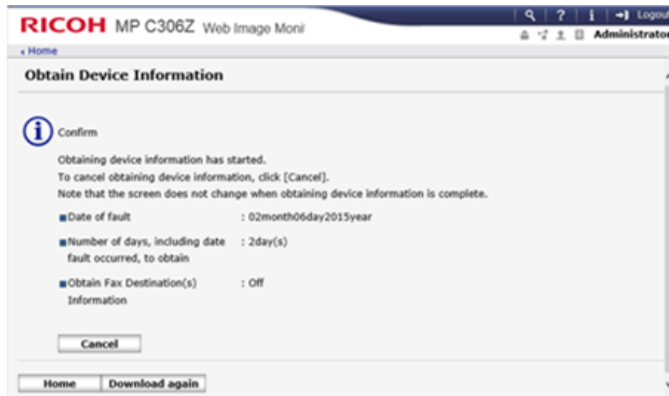 RICOH MP C306Z Web Image Moni
? i Logout
Administrator
Home
Obtain Device Information
i Confirm
Obtaining device information has started.
To cancel obtaining device information, click [Cancel].
Note that the screen does not change when obtaining device information is complete.
Date of fault : 02month06day2015year
Number of days, including date : 2day(s)
fault occurred, to obtain
Obtain Fax Destination(s) : Off
Information
Cancel
Home Download again